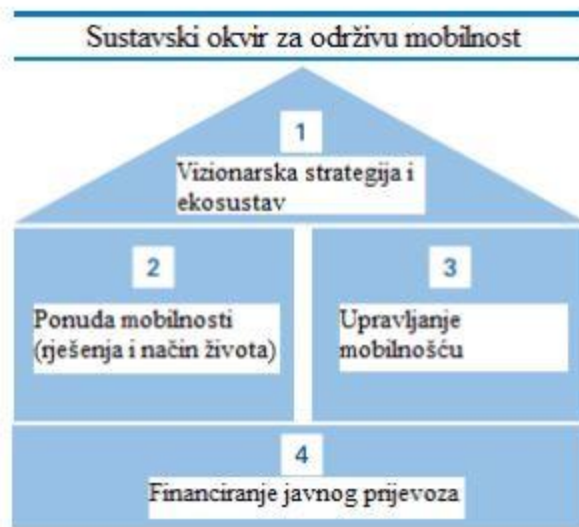 Sustavski okvir za održivu mobilnost
1
Vizionarska strategija i
ekosustav
2
Ponuda mobilnosti
(rješenja i način života)
3
Upravljanje
mobilnošću
4
Financiranje javnog prijevoza